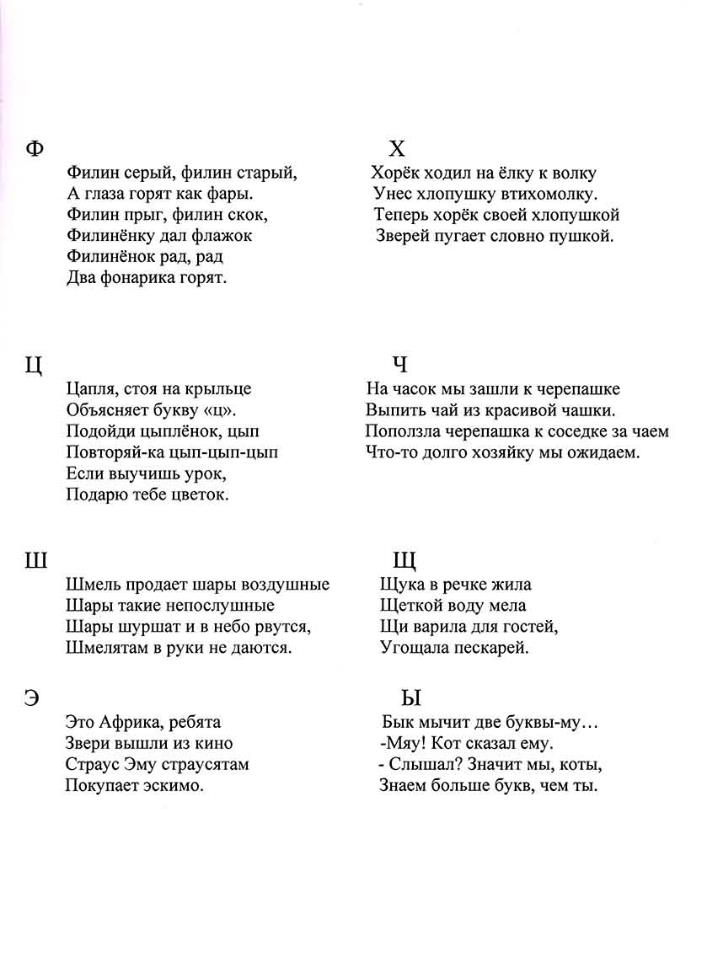 Ф
Филин серый, филин старый,
А глаза горят как фары.
Филин прыг, филин скок,
Филинёнку дал флажок
Филинёнок рад, рад
Два фонарика горят.
Х
Хорёк ходил на ёлку к волку
Унес хлопушку втихомолку.
Теперь хорёк своей хлопушкой
Зверей пугает словно пушкой.
Ц
Цапля, стоя на крыльце
Объясняет букву «ц».
Подойди цыплёнок, цып
Повторяй-ка цып-цып-цып
Если выучишь урок,
Подарю тебе цветок.
Ч
На часок мы зашли к черепашке
Выпить чай из красивой чашки.
Поползла черепашка к соседке за чаем
Что-то долго хозяйку мы ожидаем.
Ш
Шмель продает шары воздушные
Шары такие непослушные
Шары шуршат и в небо рвутся,
Шмелятам в руки не даются.
Щ
Щука в речке жила
Щеткой воду мела
Щи варила для гостей,
Угощала пескарей.
Э
Это Африка, ребята
Звери вышли из кино
Страус Эму страусятам
Покупает эскимо.
Ы
Бык мычит две буквы-му…
-Мяу! Кот сказал ему.
- Слышал? Значит мы, коты,
Знаем больше букв, чем ты.